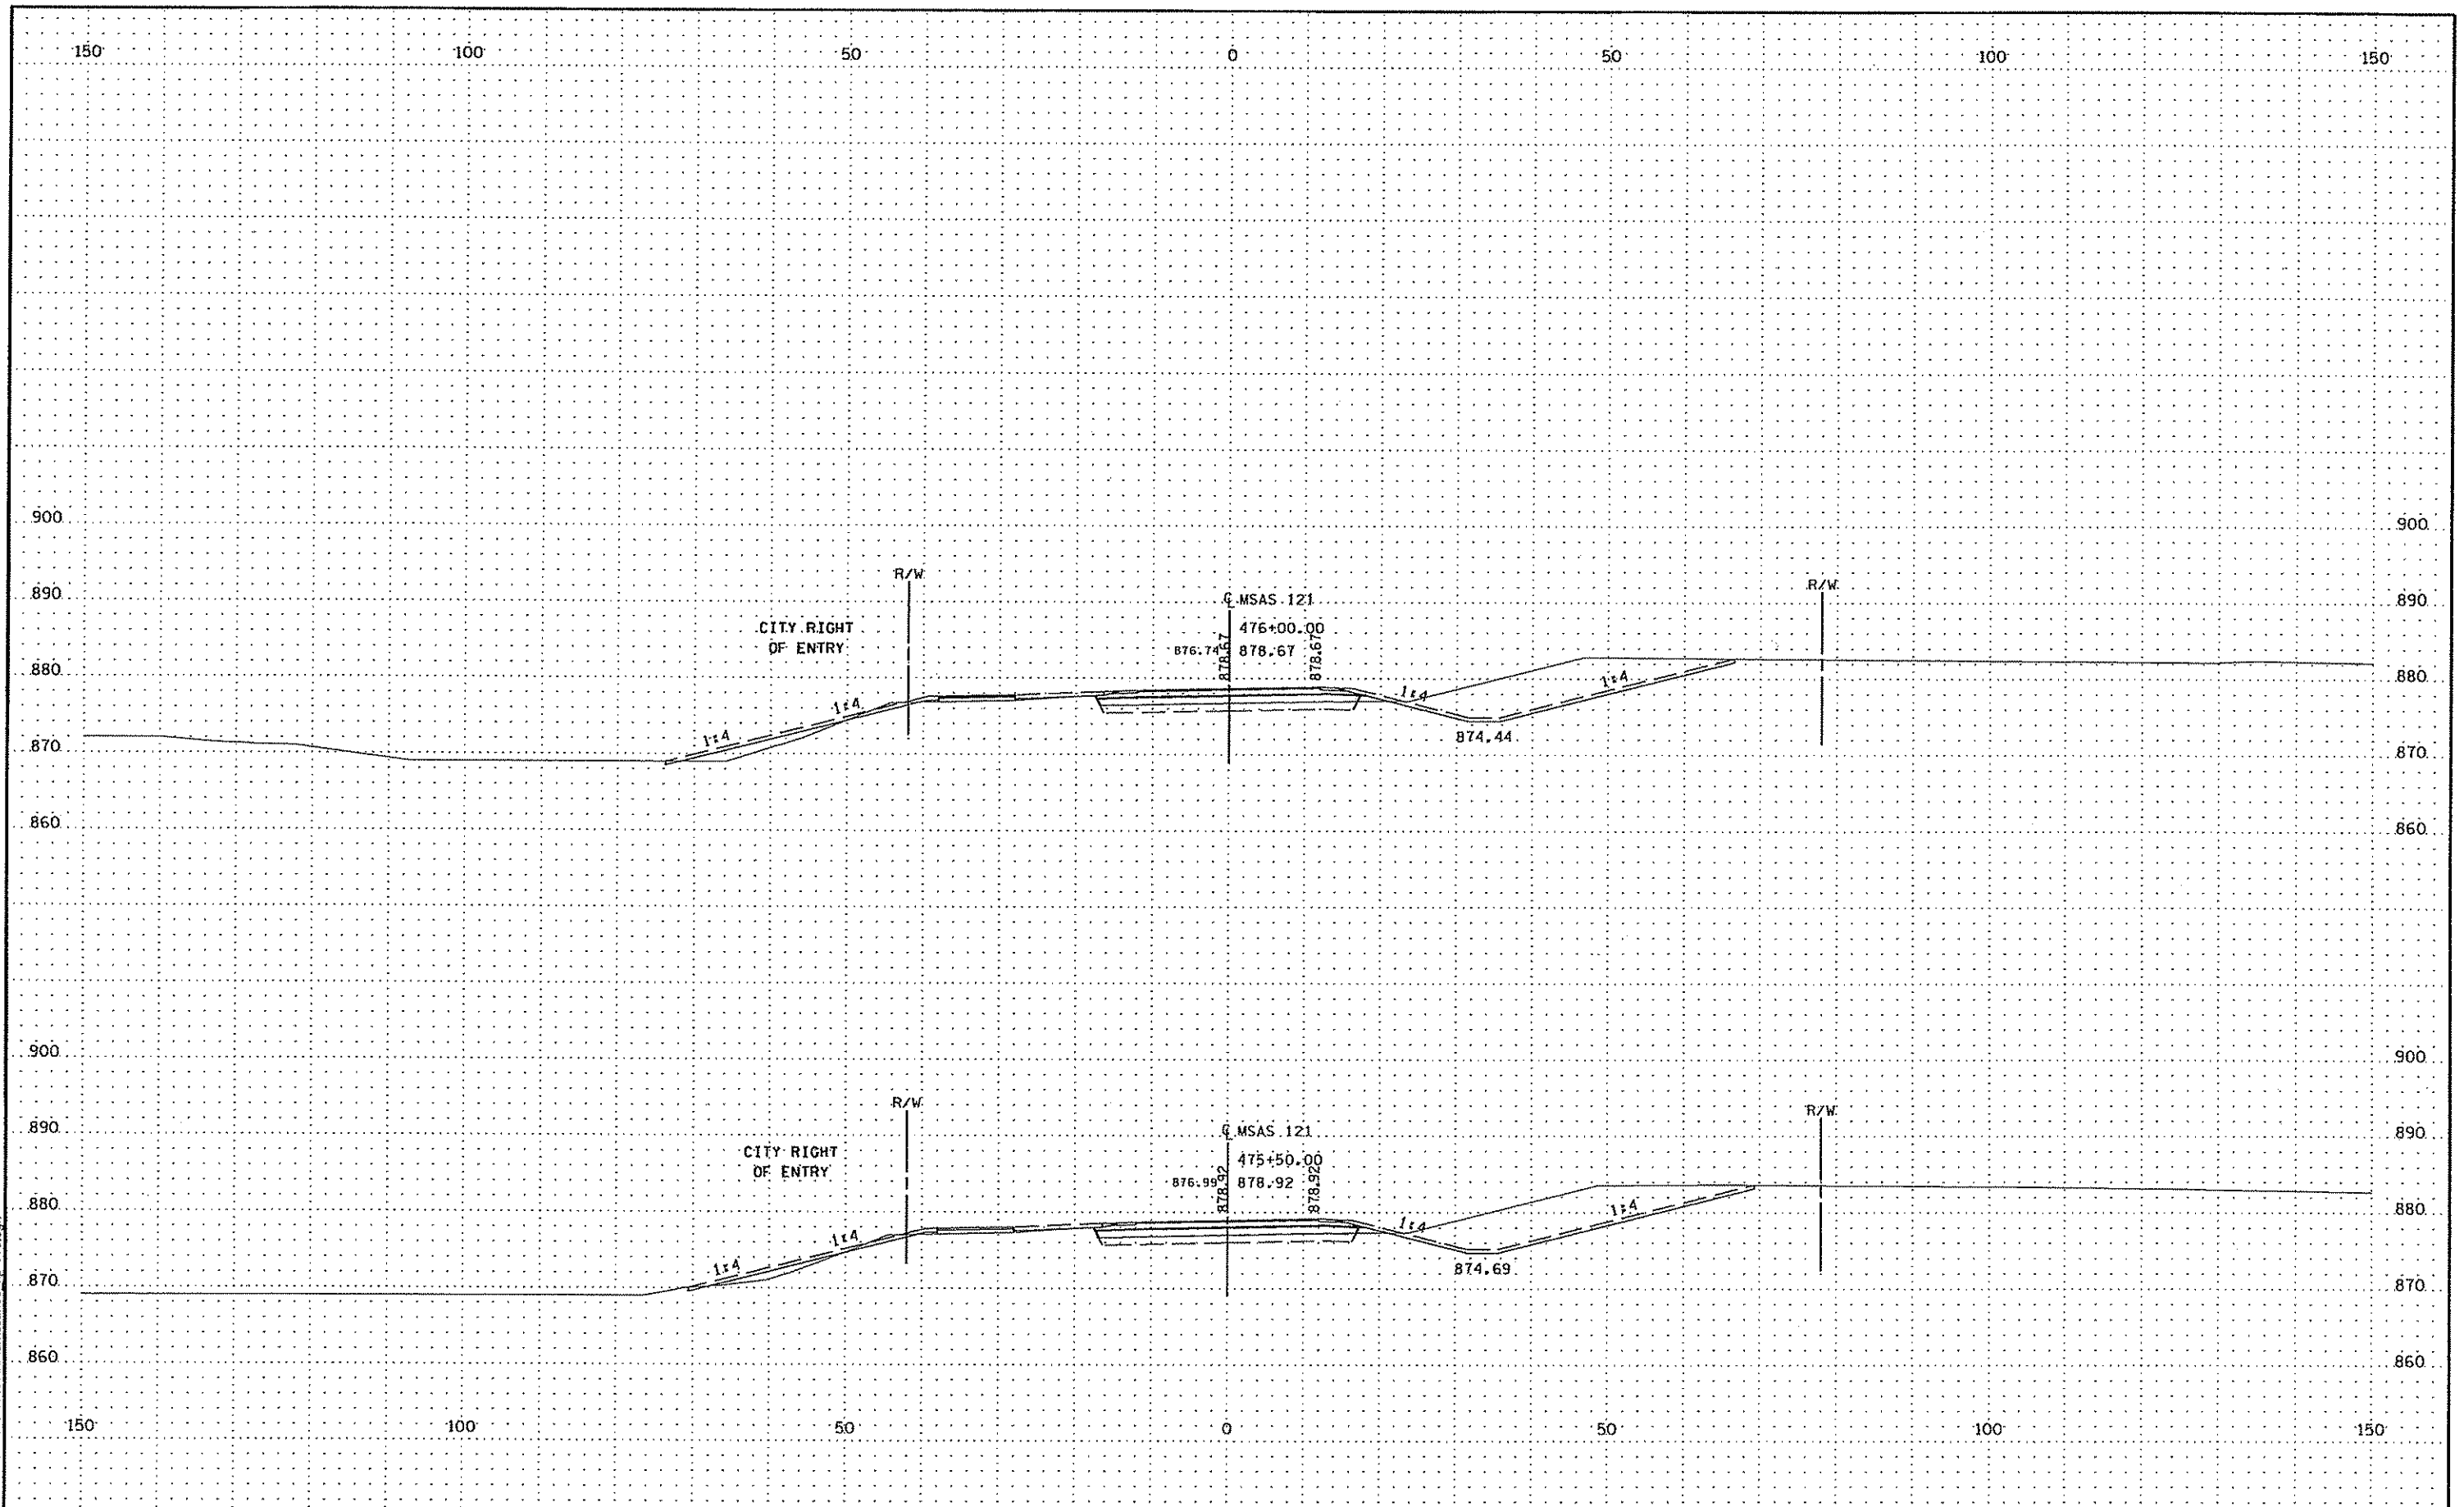 150 100 50 0 50 100 150
900 900
R/W R/W
890 ℄ MSAS 121 890
CITY RIGHT 476+00.00
OF ENTRY 876.74 878.67 878.67 878.67
880 880
1:4 1:4 1:4 1:4
870 874.44 870
860 860
900 900
R/W R/W
890 ℄ MSAS 121 890
CITY RIGHT 475+50.00
OF ENTRY 876.99 878.92 878.92 878.92
880 880
1:4 1:4 1:4 1:4
870 874.69 870
860 860
150 100 50 0 50 100 150